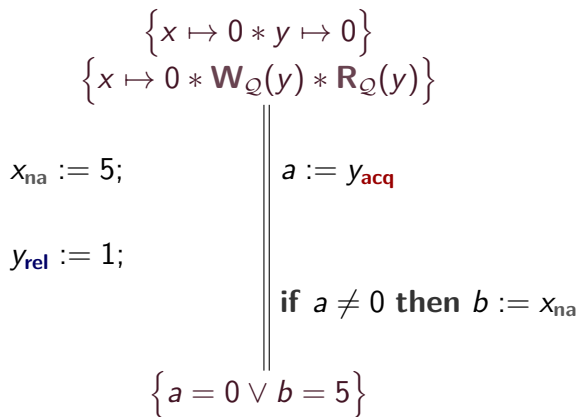 {x ↦ 0 ∗ y ↦ 0}
{x ↦ 0 ∗ W_𝒬(y) ∗ R_𝒬(y)}
x_na := 5;
a := y_acq
y_rel := 1;
if a ≠ 0 then b := x_na
{a = 0 ∨ b = 5}